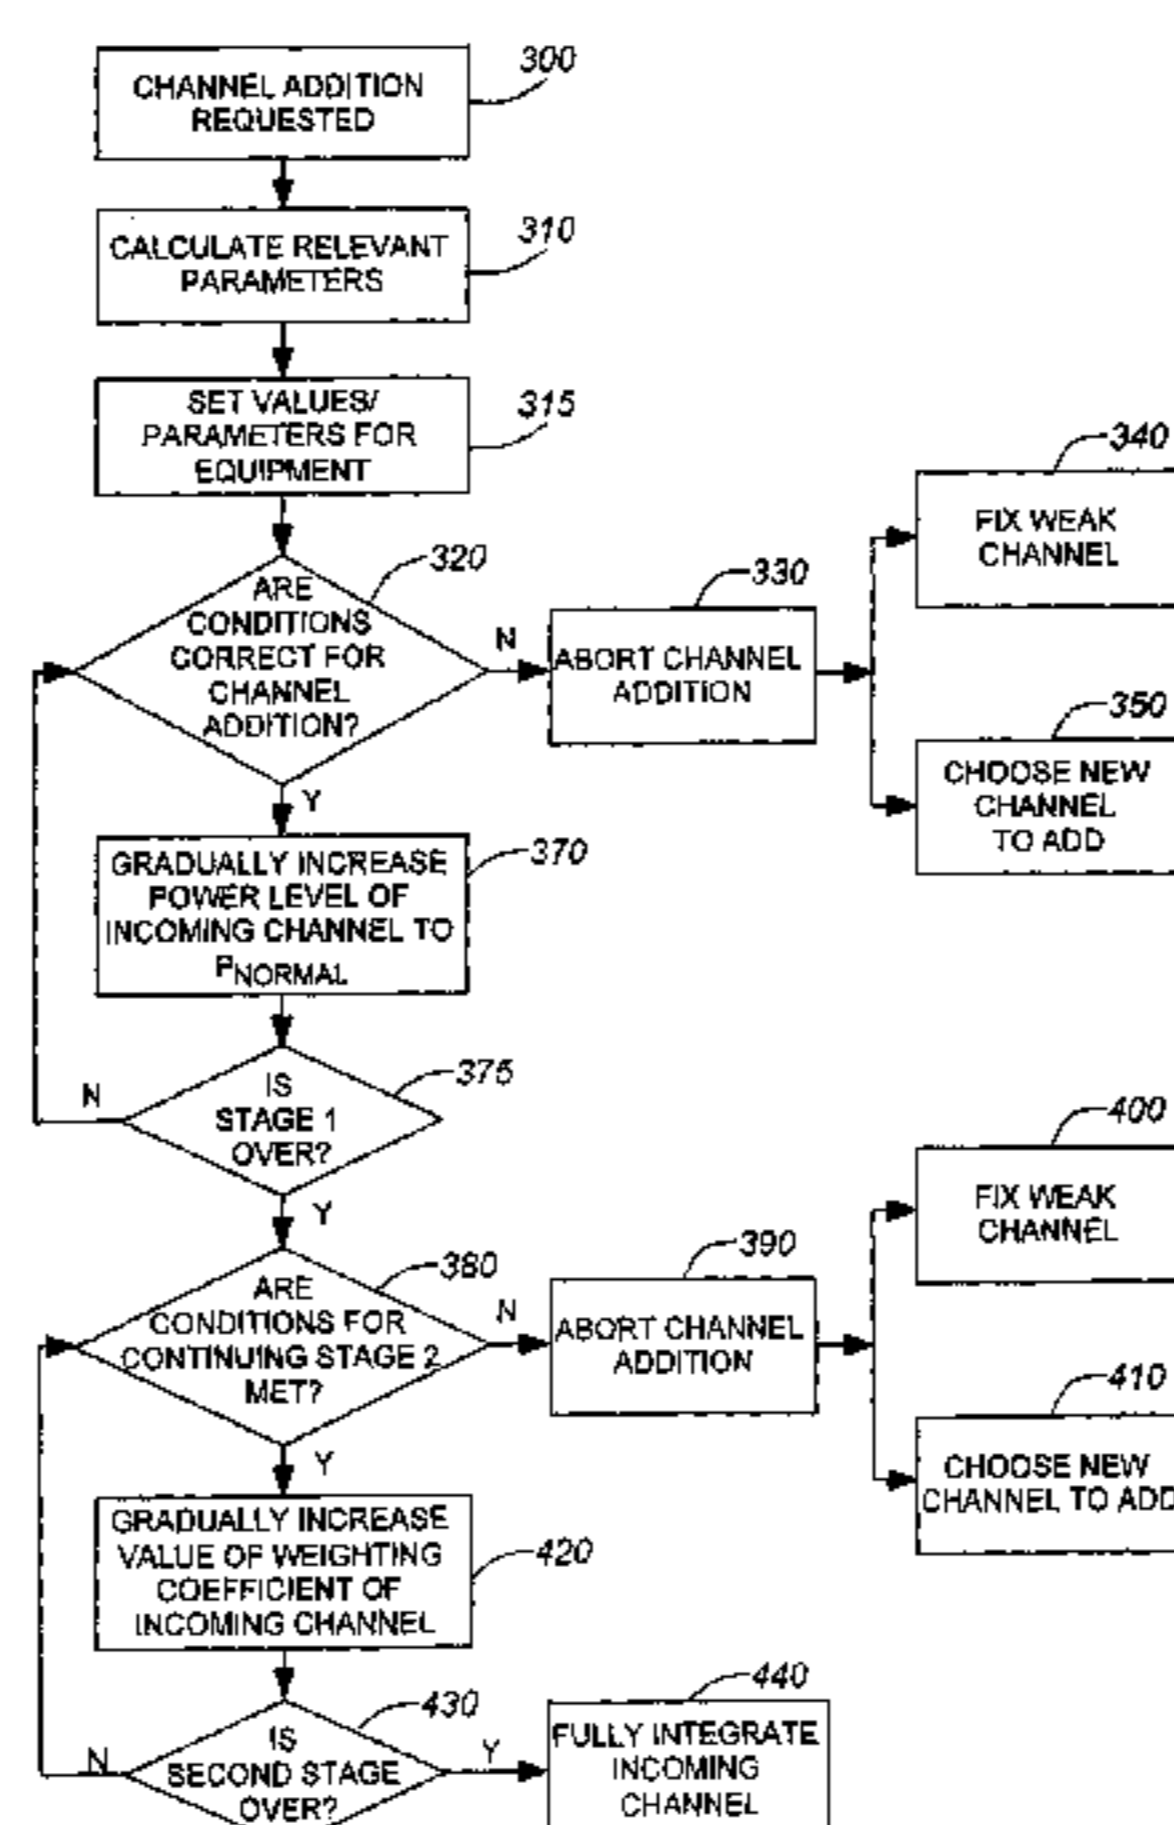 300
CHANNEL ADDITION
REQUESTED
310
CALCULATE RELEVANT
PARAMETERS
315
SET VALUES/
PARAMETERS FOR
EQUIPMENT
320
ARE
CONDITIONS
CORRECT FOR
CHANNEL
ADDITION?
N
330
ABORT CHANNEL
ADDITION
340
FIX WEAK
CHANNEL
350
CHOOSE NEW
CHANNEL
TO ADD
Y
370
GRADUALLY INCREASE
POWER LEVEL OF
INCOMING CHANNEL TO
PNORMAL
375
IS
STAGE 1
OVER?
N
Y
380
ARE
CONDITIONS FOR
CONTINUING STAGE 2
MET?
N
390
ABORT CHANNEL
ADDITION
400
FIX WEAK
CHANNEL
410
CHOOSE NEW
CHANNEL TO ADD
Y
420
GRADUALLY INCREASE
VALUE OF WEIGHTING
COEFFICIENT OF
INCOMING CHANNEL
430
IS
SECOND STAGE
OVER?
N
Y
440
FULLY INTEGRATE
INCOMING
CHANNEL